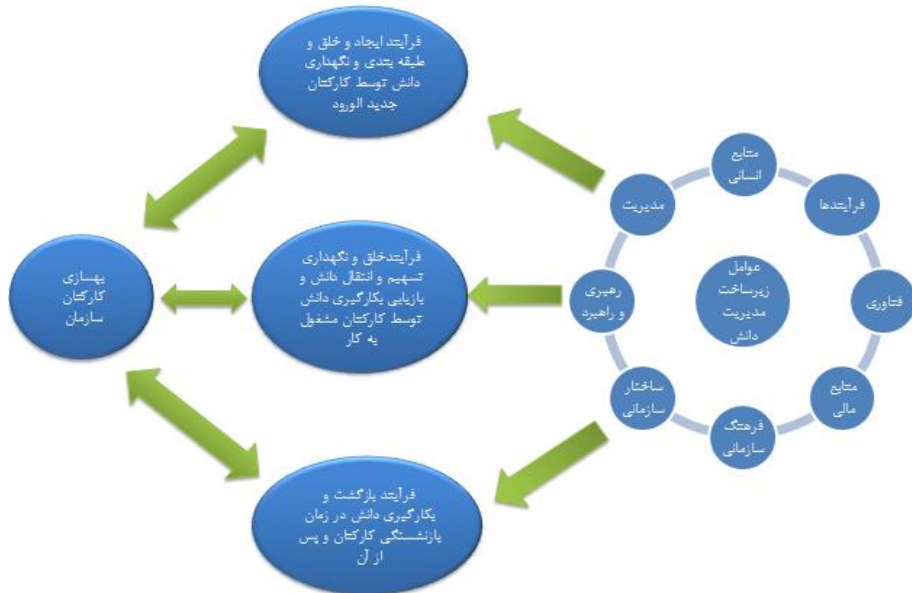 فرآیند ایجاد و خلق و
طبقه بندی و نگهداری
دانش توسط کارکنان
جدید الورود
منابع
انسانی
فرآیندها
مدیریت
عوامل
زیرساخت
مدیریت
دانش
فناوری
رهبری
و راهبرد
فرآیندخلق و نگهداری
تسهیم و انتقال دانش و
بازیابی بکارگیری دانش
توسط کارکنان مشغول
به کار
بهسازی
کارکنان
سازمان
منابع
مالی
ساختار
سازمانی
فرهنگ
سازمانی
فرآیند بازگشت و
بکارگیری دانش در زمان
بازنشستگی کارکنان و پس
از آن